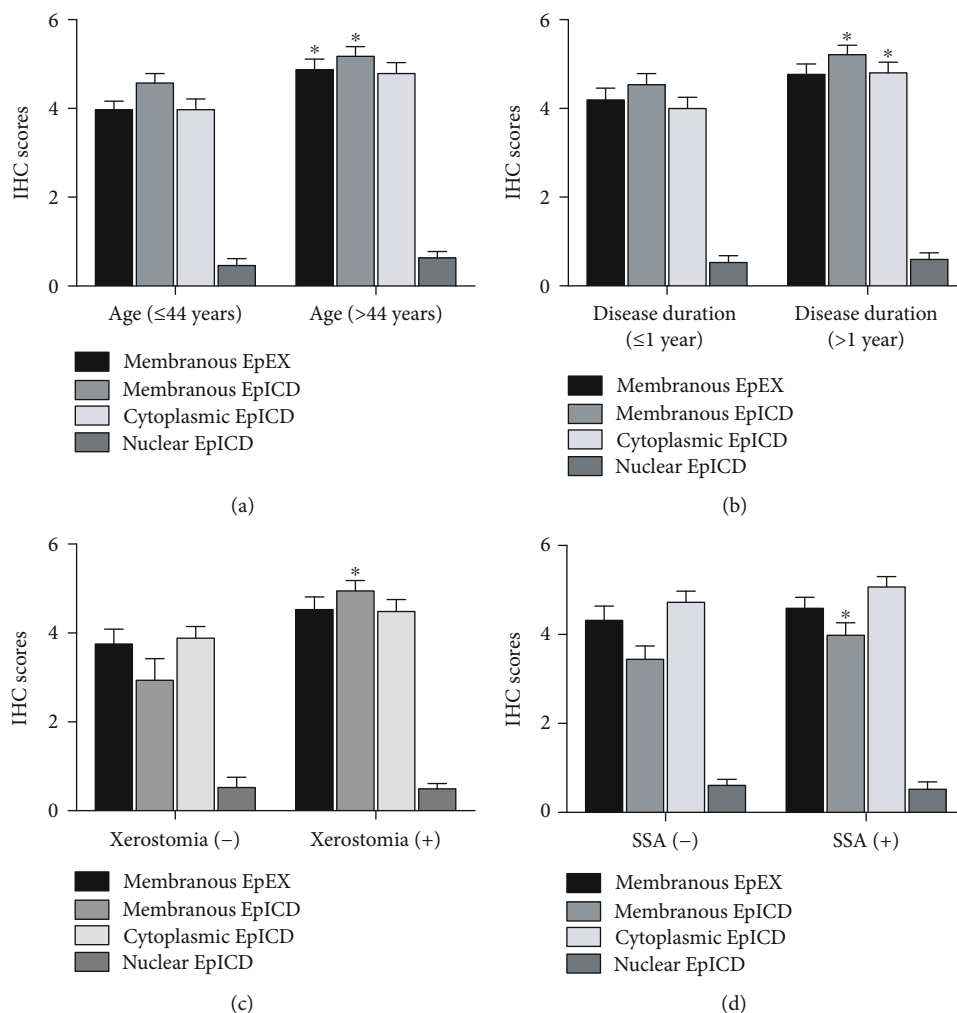 6
4
2
0
IHC scores
* *
Age (≤44 years) Age (>44 years)
Membranous EpEX
Membranous EpICD
Cytoplasmic EpICD
Nuclear EpICD
(a)
6
4
2
0
IHC scores
* *
Disease duration
(≤1 year)
Disease duration
(>1 year)
Membranous EpEX
Membranous EpICD
Cytoplasmic EpICD
Nuclear EpICD
(b)
6
4
2
0
IHC scores
*
Xerostomia (−) Xerostomia (+)
Membranous EpEX
Membranous EpICD
Cytoplasmic EpICD
Nuclear EpICD
(c)
6
4
2
0
IHC scores
*
SSA (−) SSA (+)
Membranous EpEX
Membranous EpICD
Cytoplasmic EpICD
Nuclear EpICD
(d)